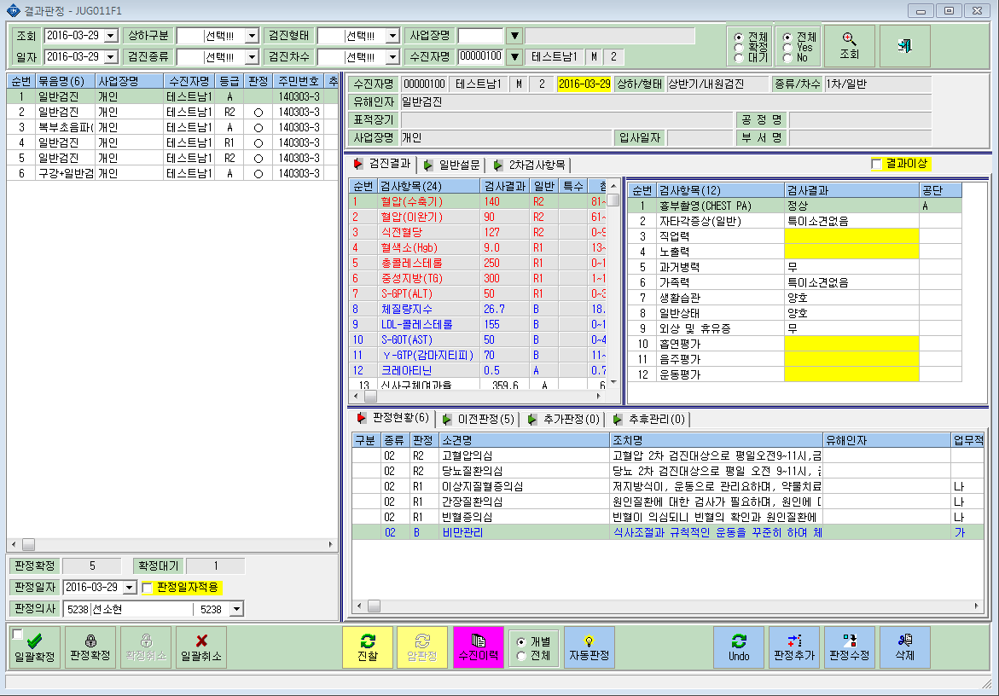 결과판정 - JUG011F1
조회 2016-03-29 상하구분 선택!!! 검진형태 선택!!! 사업장명
일자 2016-03-29 검진종류 선택!!! 검진차수 선택!!! 수진자명 00000100 테스트남1 M 2
전체 확정 대기
전체 Yes No
조회
순번 묶음명(6) 사업장명 수진자명 등급 판정 주민번호
1 일반검진 개인 테스트남1 A 140303-3
2 일반검진 개인 테스트남1 R2 ○ 140303-3
3 복부초음파( 개인 테스트남1 A ○ 140303-3
4 일반검진 개인 테스트남1 R1 ○ 140303-3
5 일반검진 개인 테스트남1 R2 ○ 140303-3
6 구강+일반검 개인 테스트남1 A ○ 140303-3
판정확정 5 확정대기 1
판정일자 2016-03-29 판정일자적용
판정의사 5238 선소현 5238
수진자명 00000100 테스트남1 M 2 2016-03-29 상하/형태 상반기/내원검진 종류/차수 1차/일반
유해인자 일반검진
표적장기 공 정 명
사업장명 개인 입사일자 부 서 명
검진결과 일반설문 2차검사항목 결과이상
순번 검사항목(24) 검사결과 일반 특수 참
1 혈압(수축기) 140 R2 81~
2 혈압(이완기) 90 R2 61~
3 식전혈당 127 R2 0~9
4 혈색소(Hgb) 9.0 R1 13~
5 총콜레스테롤 250 R1 0~1
6 중성지방(TG) 300 R1 1~1
7 S-GPT(ALT) 50 R1 0~3
8 체질량지수 26.7 B 18.
9 LDL-콜레스테롤 155 B 0~1
10 S-GOT(AST) 50 B 0~4
11 Υ-GTP(감마지티피) 70 B 11~
12 크레아티닌 0.5 A 0.7
13 신사구체여과율 359.6 A 6
순번 검사항목(12) 검사결과 공단
1 흉부촬영(CHEST PA) 정상 A
2 자타각증상(일반) 특이소견없음
3 직업력
4 노출력
5 과거병력 무
6 가족력 특이소견없음
7 생활습관 양호
8 일반상태 양호
9 외상 및 휴유증 무
10 흡연평가
11 음주평가
12 운동평가
판정현황(6) 이전판정(5) 추가판정(0) 추후관리(0)
구분 종류 판정 소견명 조치명 유해인자 업무적
02 R2 고혈압의심 고혈압 2차 검진대상으로 평일오전9~11시,금
02 R2 당뇨질환의심 당뇨 2차 검진대상으로 평일 오전 9~11시,
02 R1 이상지질혈증의심 저지방식이, 운동으로 관리요하며, 약물치료 나
02 R1 간장질환의심 원인질환에 대한 검사가 필요하며, 원인에 나
02 R1 빈혈증의심 빈혈이 의심되니 빈혈의 확인과 원인질환에 나
02 B 비만관리 식사조절과 규칙적인 운동을 꾸준히 하여 체 가
일괄확정 판정확정 확정취소 일괄취소 진찰 암판정 수진이력 개별 전체 자동판정 Undo 판정추가 판정수정 삭제